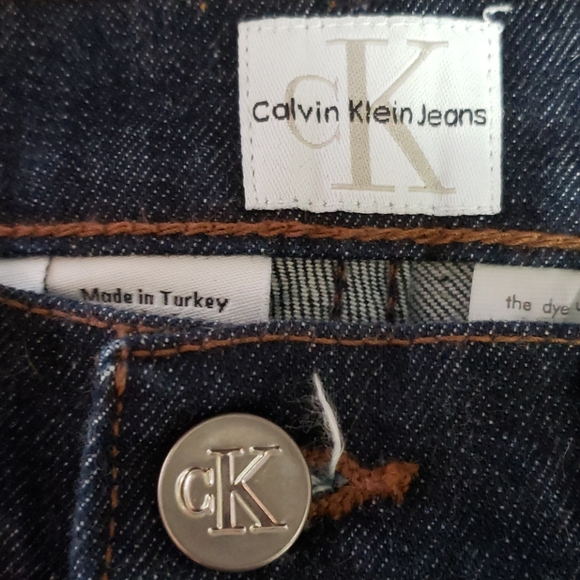 cK
Calvin Klein Jeans
Made in Turkey
the dye
cK